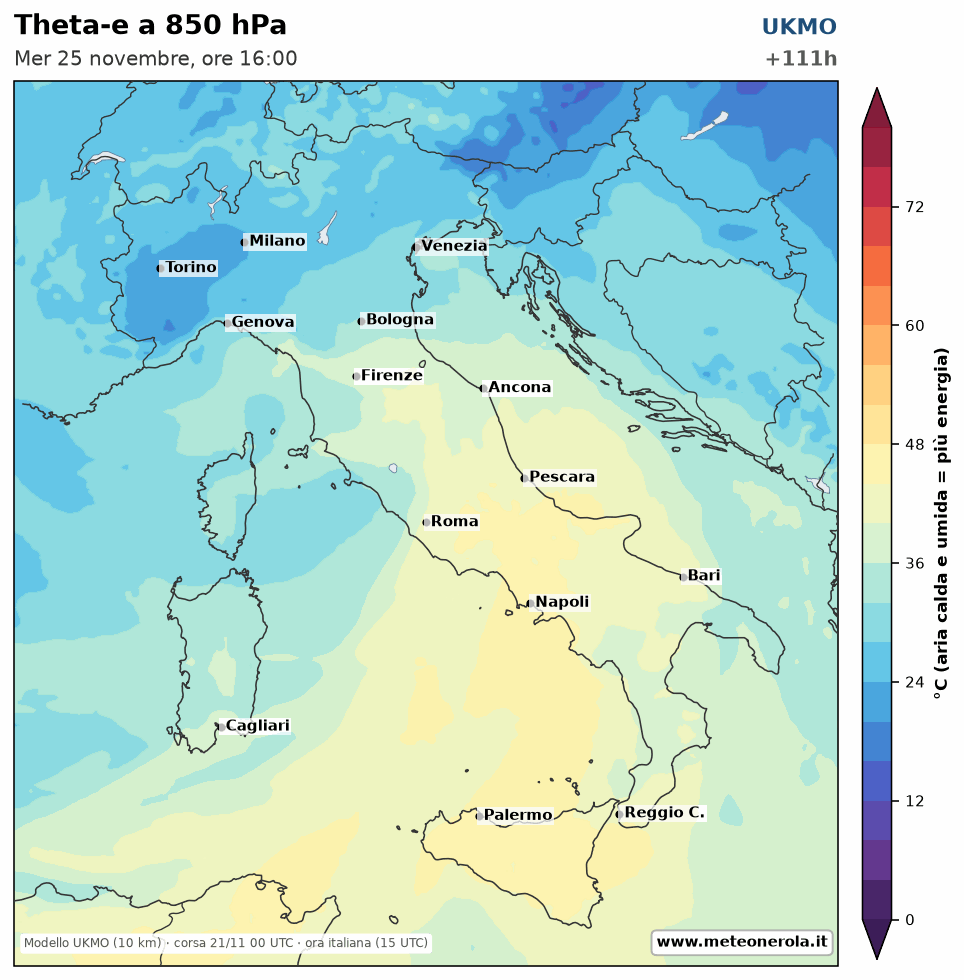 Theta-e a 850 hPa
UKMO
Mer 25 novembre, ore 16:00
+111h
Milano
Venezia
Torino
Genova
Bologna
Firenze
Ancona
Pescara
Roma
Bari
Napoli
Cagliari
Palermo
Reggio C.
72
60
48
36
24
12
0
°C (aria calda e umida = più energia)
Modello UKMO (10 km) · corsa 21/11 00 UTC · ora italiana (15 UTC)
www.meteonerola.it